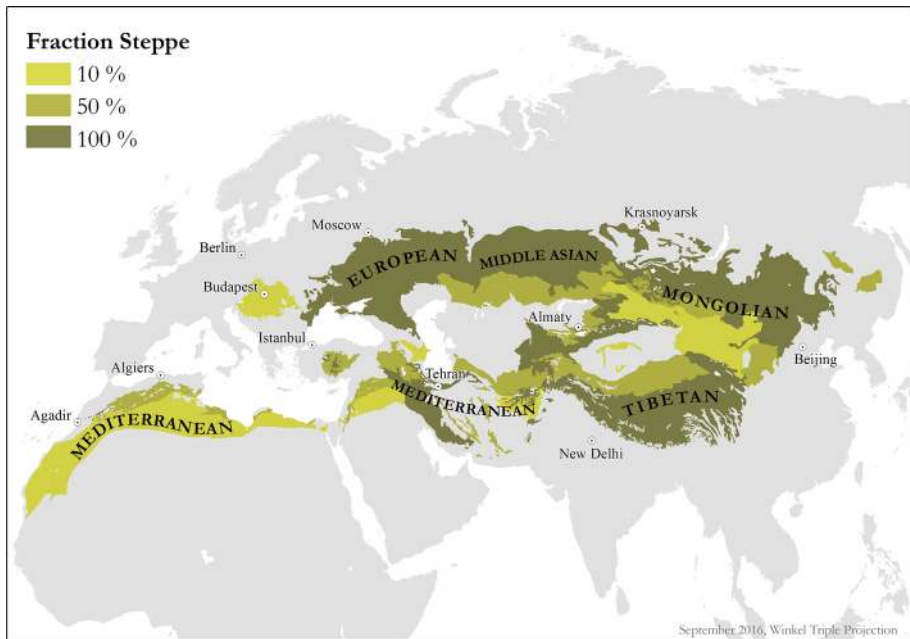 Fraction Steppe
10 %
50 %
100 %
Krasnoyarsk
Moscow
Berlin
EUROPEAN
MIDDLE ASIAN
Budapest
MONGOLIAN
Almaty
Istanbul
Beijing
Algiers
Tehran
MEDITERRANEAN
TIBETAN
Agadir
MEDITERRANEAN
New Delhi
September 2016, Winkel Triple Projection